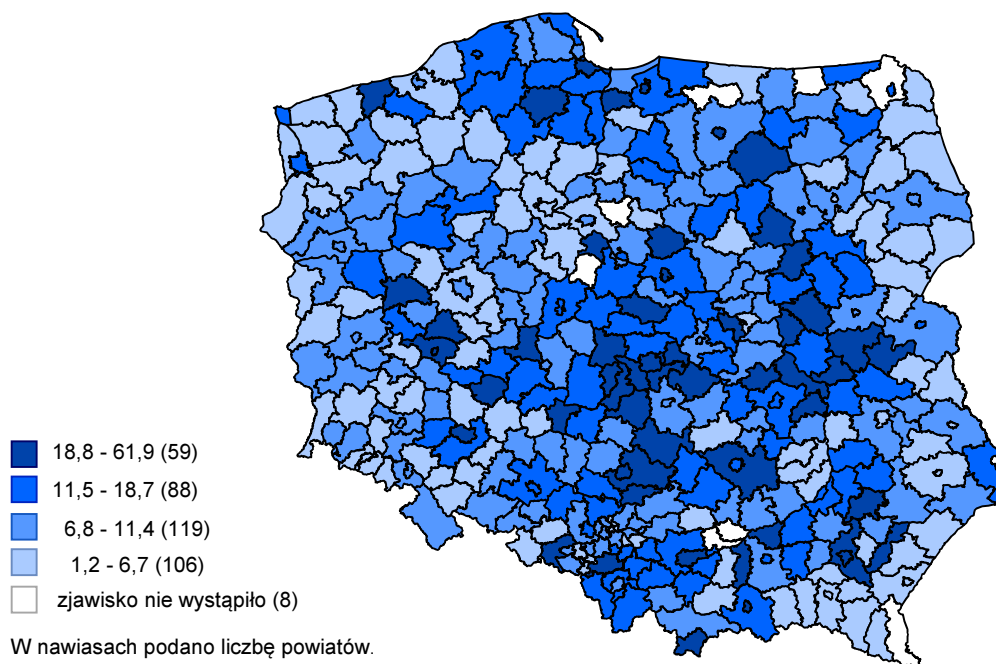 18,8 - 61,9 (59)
11,5 - 18,7 (88)
6,8 - 11,4 (119)
1,2 - 6,7 (106)
zjawisko nie wystąpiło (8)
W nawiasach podano liczbę powiatów.